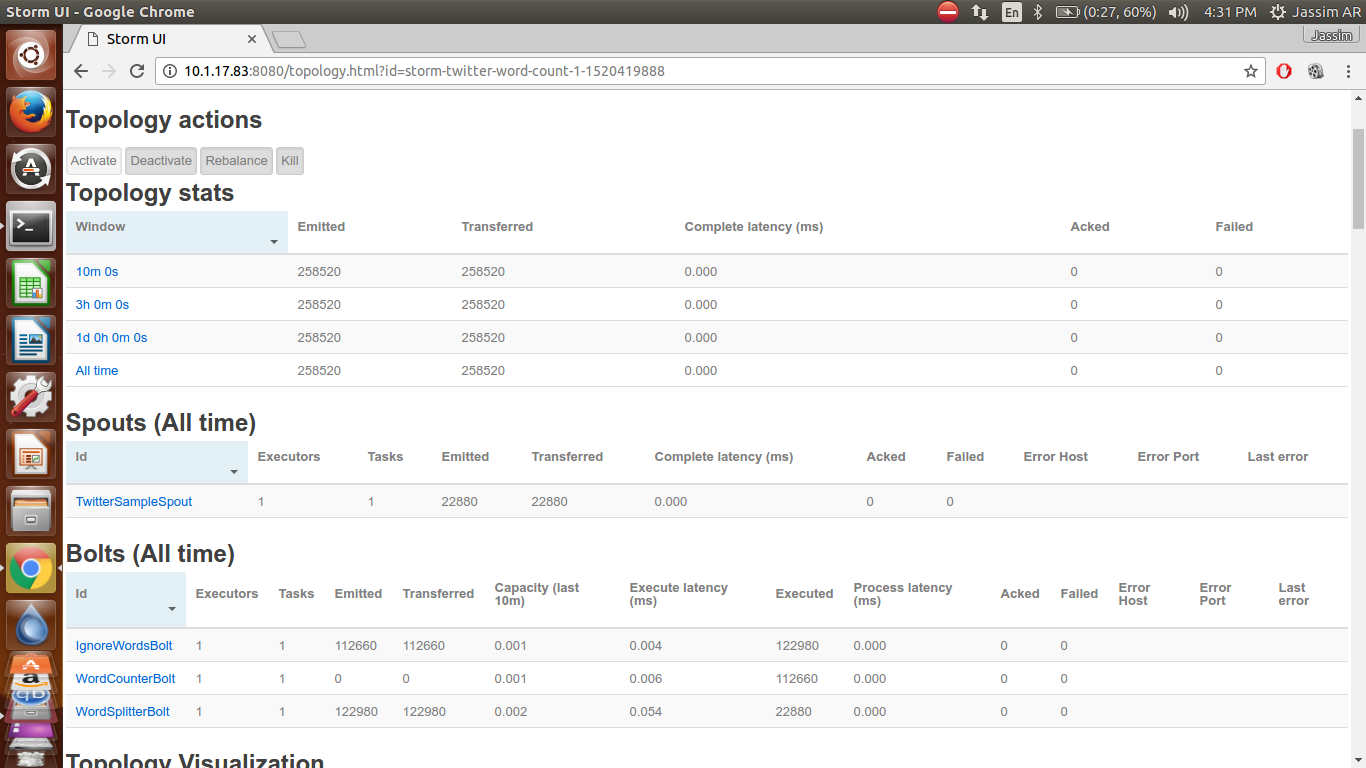 Storm UI - Google Chrome En (0:27, 60%) 4:31 PM Jassim AR
Storm UI Jassim
10.1.17.83:8080/topology.html?id=storm-twitter-word-count-1-1520419888
Topology actions
Activate Deactivate Rebalance Kill
Topology stats
Window Emitted Transferred Complete latency (ms) Acked Failed
10m 0s 258520 258520 0.000 0 0
3h 0m 0s 258520 258520 0.000 0 0
1d 0h 0m 0s 258520 258520 0.000 0 0
All time 258520 258520 0.000 0 0
Spouts (All time)
Id Executors Tasks Emitted Transferred Complete latency (ms) Acked Failed Error Host Error Port Last error
TwitterSampleSpout 1 1 22880 22880 0.000 0 0
Bolts (All time)
Id Executors Tasks Emitted Transferred Capacity (last 10m) Execute latency (ms) Executed Process latency (ms) Acked Failed Error Host Error Port Last error
IgnoreWordsBolt 1 1 112660 112660 0.001 0.004 122980 0.000 0 0
WordCounterBolt 1 1 0 0 0.001 0.006 112660 0.000 0 0
WordSplitterBolt 1 1 122980 122980 0.002 0.054 22880 0.000 0 0
Topology Visualization